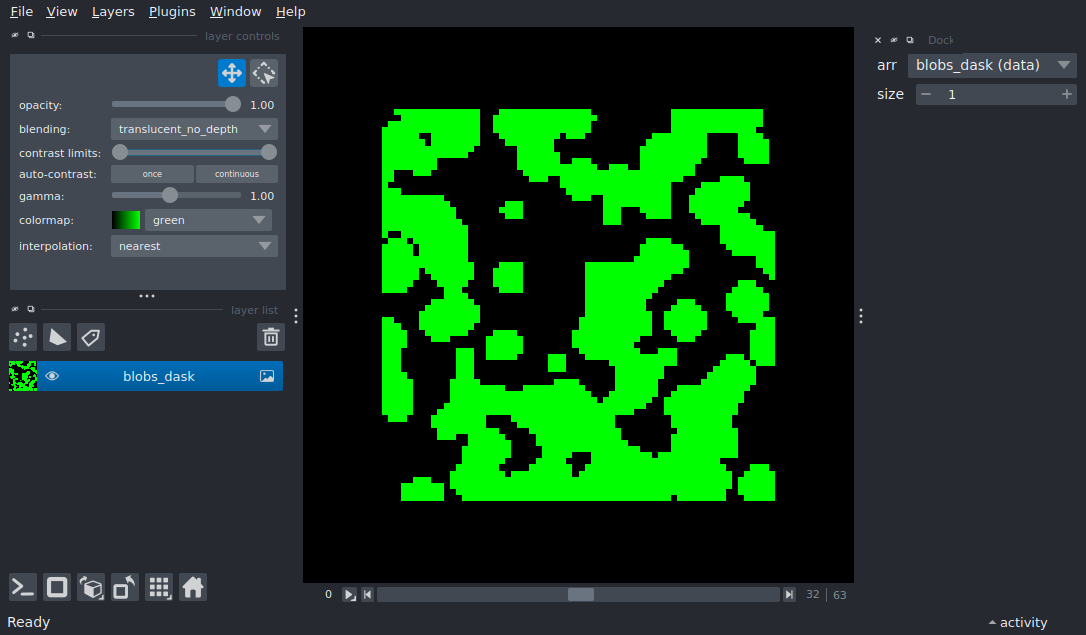 File View Layers Plugins Window Help
layer controls
opacity: 1.00
blending: translucent_no_depth
contrast limits:
auto-contrast: once continuous
gamma: 1.00
colormap: green
interpolation: nearest
layer list
blobs_dask
Dock
arr blobs_dask (data)
size 1
0 32 63
Ready
activity